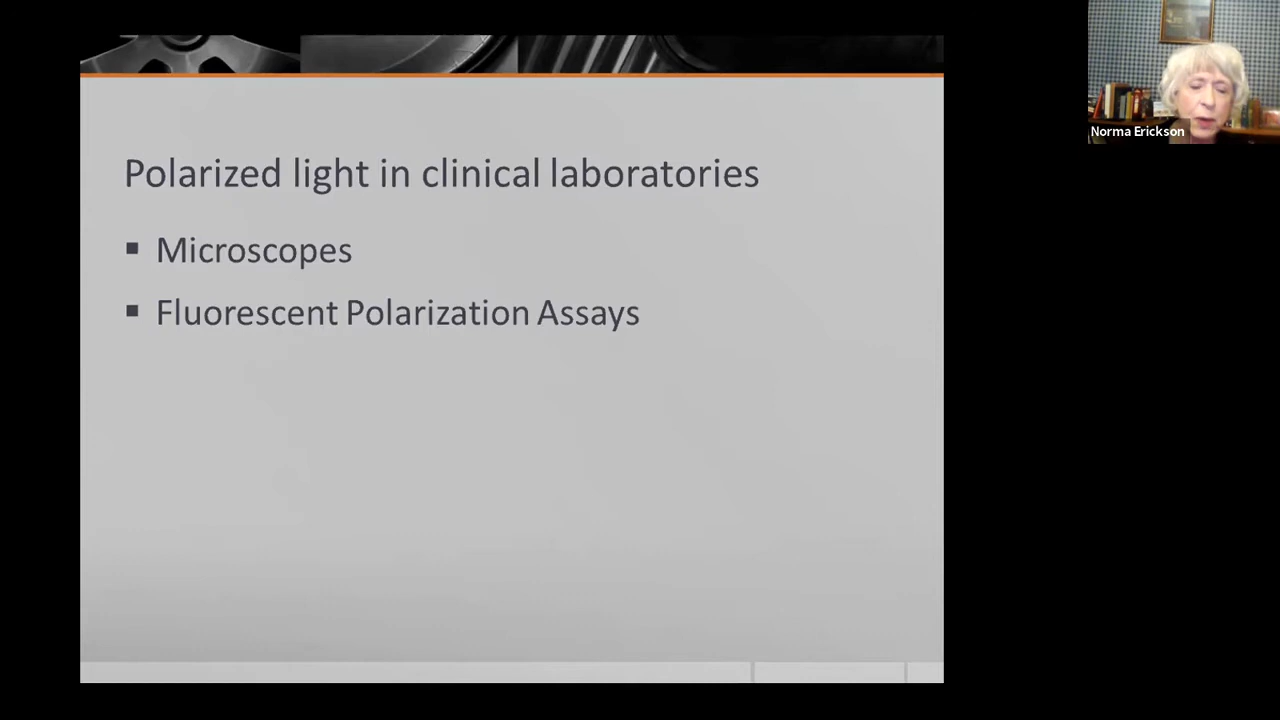 Polarized light in clinical laboratories
▪ Microscopes
▪ Fluorescent Polarization Assays
Norma Erickson